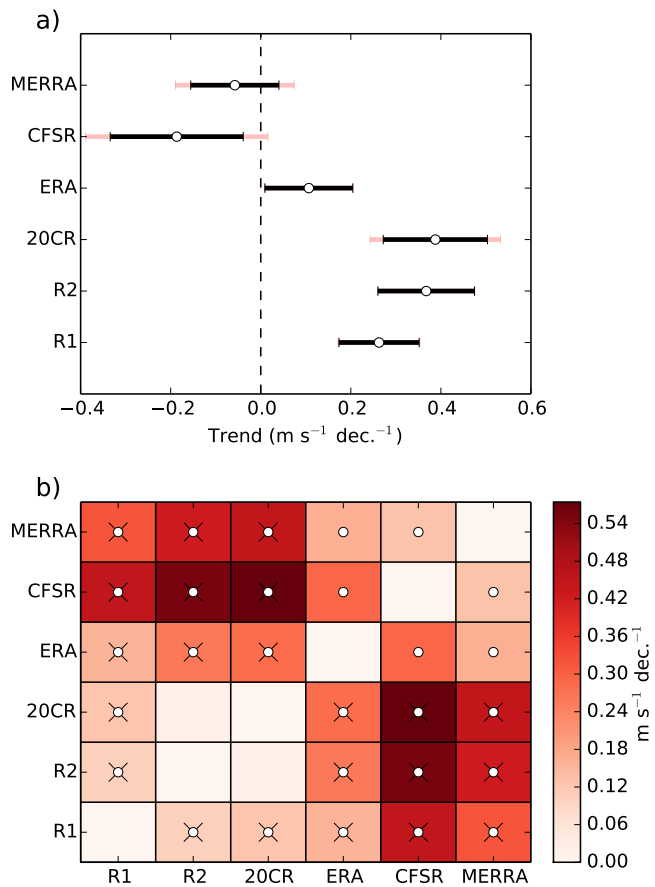 a)
MERRA
CFSR
ERA
20CR
R2
R1
−0.4 −0.2 0.0 0.2 0.4 0.6
Trend (m s⁻¹ dec.⁻¹)
b)
MERRA
CFSR
ERA
20CR
R2
R1
R1 R2 20CR ERA CFSR MERRA
0.54
0.48
0.42
0.36
0.30
0.24
0.18
0.12
0.06
0.00
m s⁻¹ dec.⁻¹